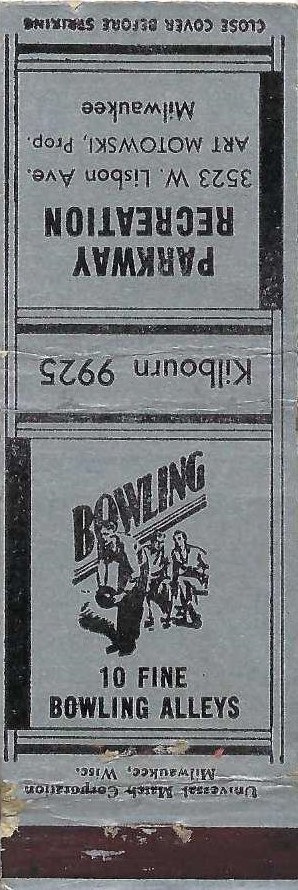 CLOSE COVER BEFORE STRIKING
PARKWAY
RECREATION
3523 W. Lisbon Ave.
ART MOTOWSKI, Prop.
Milwaukee
Kilbourn 9925
BOWLING
10 FINE
BOWLING ALLEYS
Universal Match Corporation
Milwaukee, Wisc.